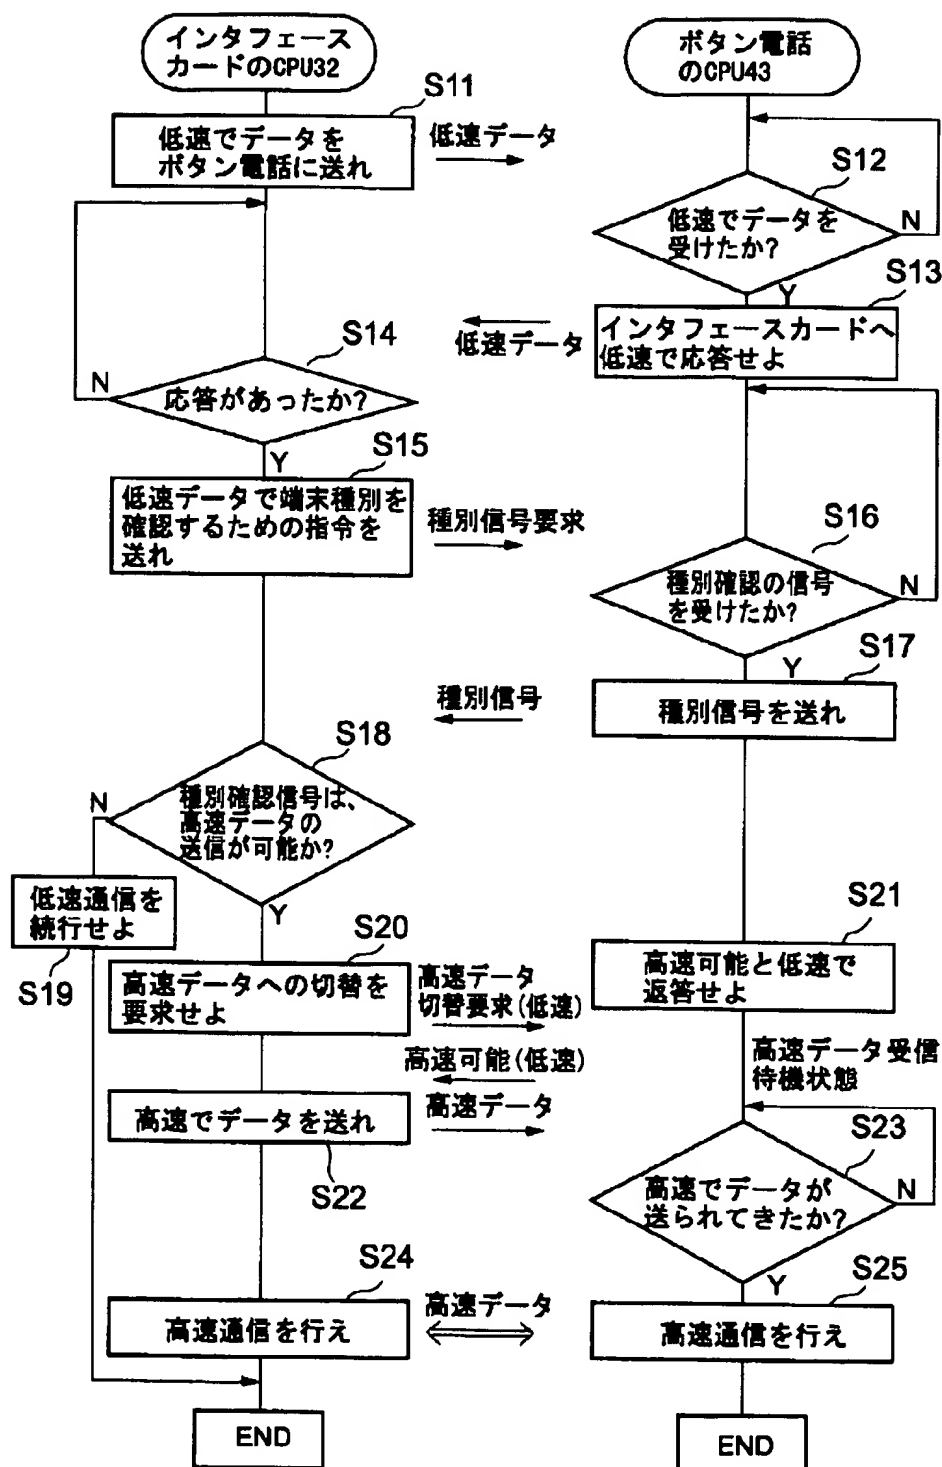 インタフェース
カードのCPU32
ボタン電話
のCPU43
S11
低速でデータを
ボタン電話に送れ
低速データ
S12
低速でデータを
受けたか?
N
Y
S13
インタフェースカードへ
低速で応答せよ
低速データ
S14
応答があったか?
N
Y
S15
低速データで端末種別を
確認するための指令を
送れ
種別信号要求
S16
種別確認の信号
を受けたか?
N
Y
S17
種別信号を送れ
種別信号
S18
種別確認信号は、
高速データの
送信が可能か?
N
Y
低速通信を
続行せよ
S19
S20
高速データへの切替を
要求せよ
高速データ
切替要求(低速)
S21
高速可能と低速で
返答せよ
高速可能(低速)
高速データ受信
待機状態
高速でデータを送れ
高速データ
S22
S23
高速でデータが
送られてきたか?
N
Y
S24
高速通信を行え
高速データ
S25
高速通信を行え
END
END